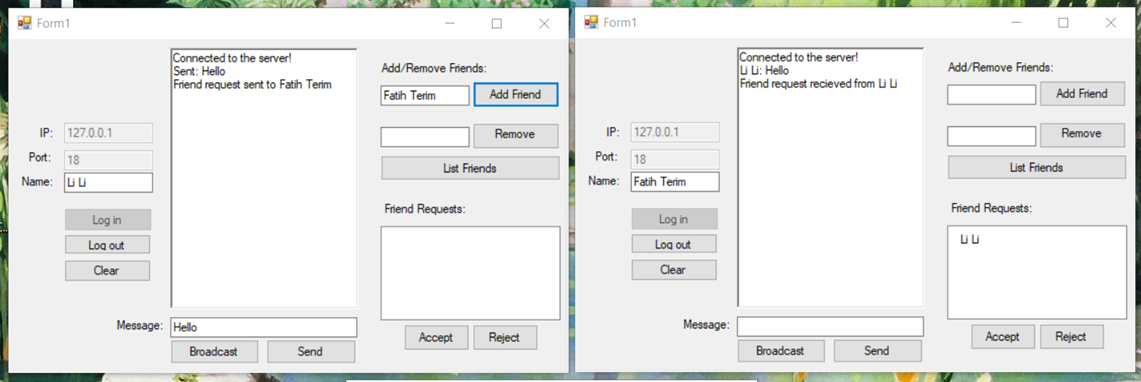 Form1
Connected to the server!
Sent: Hello
Friend request sent to Fatih Terim
Add/Remove Friends:
Fatih Terim
Add Friend
Remove
List Friends
IP:
127.0.0.1
Port:
18
Name:
Li Li
Log in
Log out
Clear
Friend Requests:
Message:
Hello
Accept
Reject
Broadcast
Send
Form1
Connected to the server!
Li Li: Hello
Friend request recieved from Li Li
Add/Remove Friends:
Add Friend
Remove
List Friends
IP:
127.0.0.1
Port:
18
Name:
Fatih Terim
Log in
Log out
Clear
Friend Requests:
Li Li
Message:
Accept
Reject
Broadcast
Send